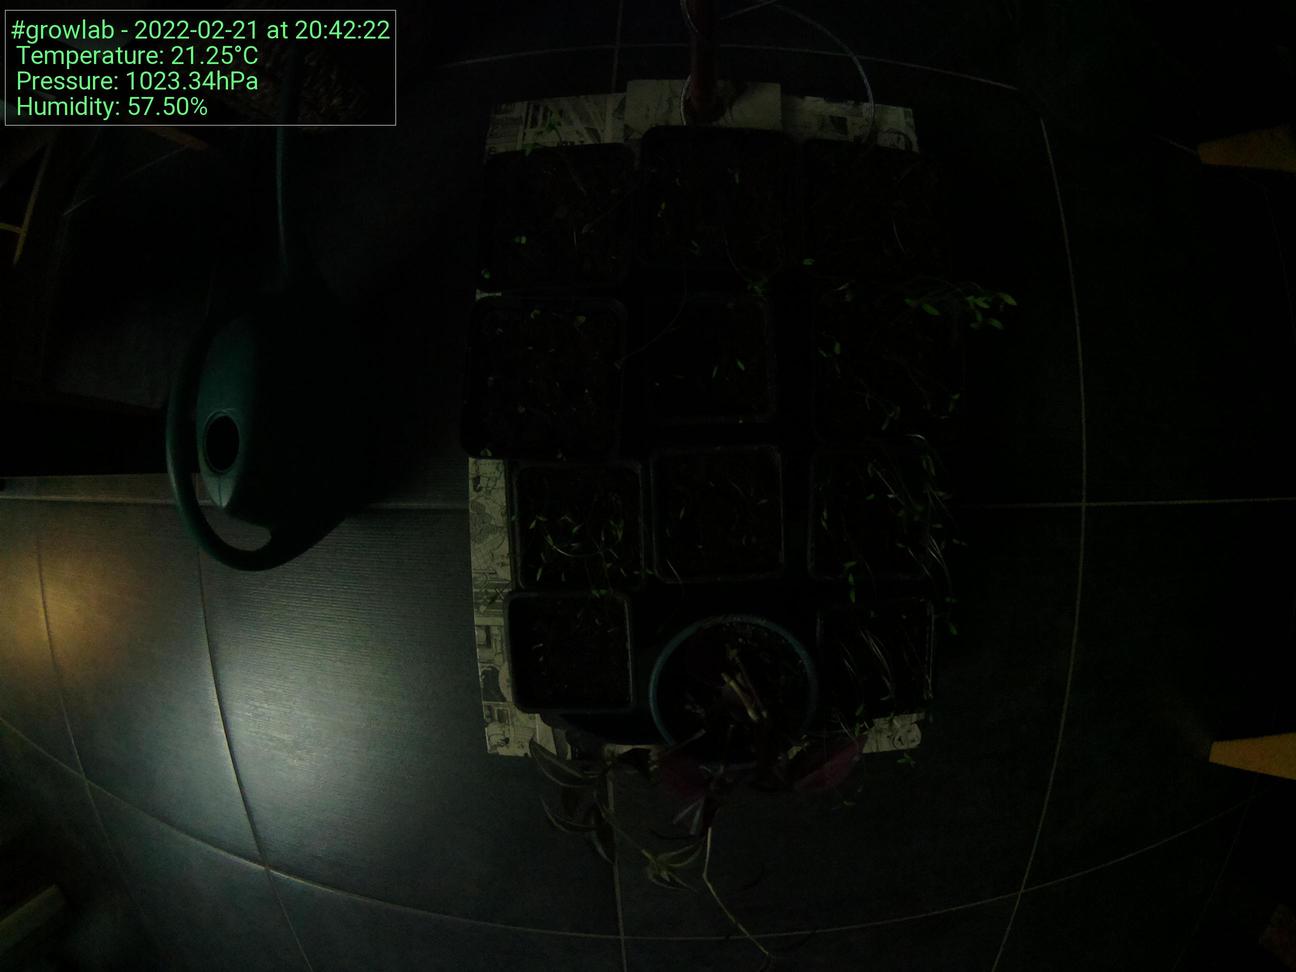 #growlab - 2022-02-21 at 20:42:22
Temperature: 21.25°C
Pressure: 1023.34hPa
Humidity: 57.50%